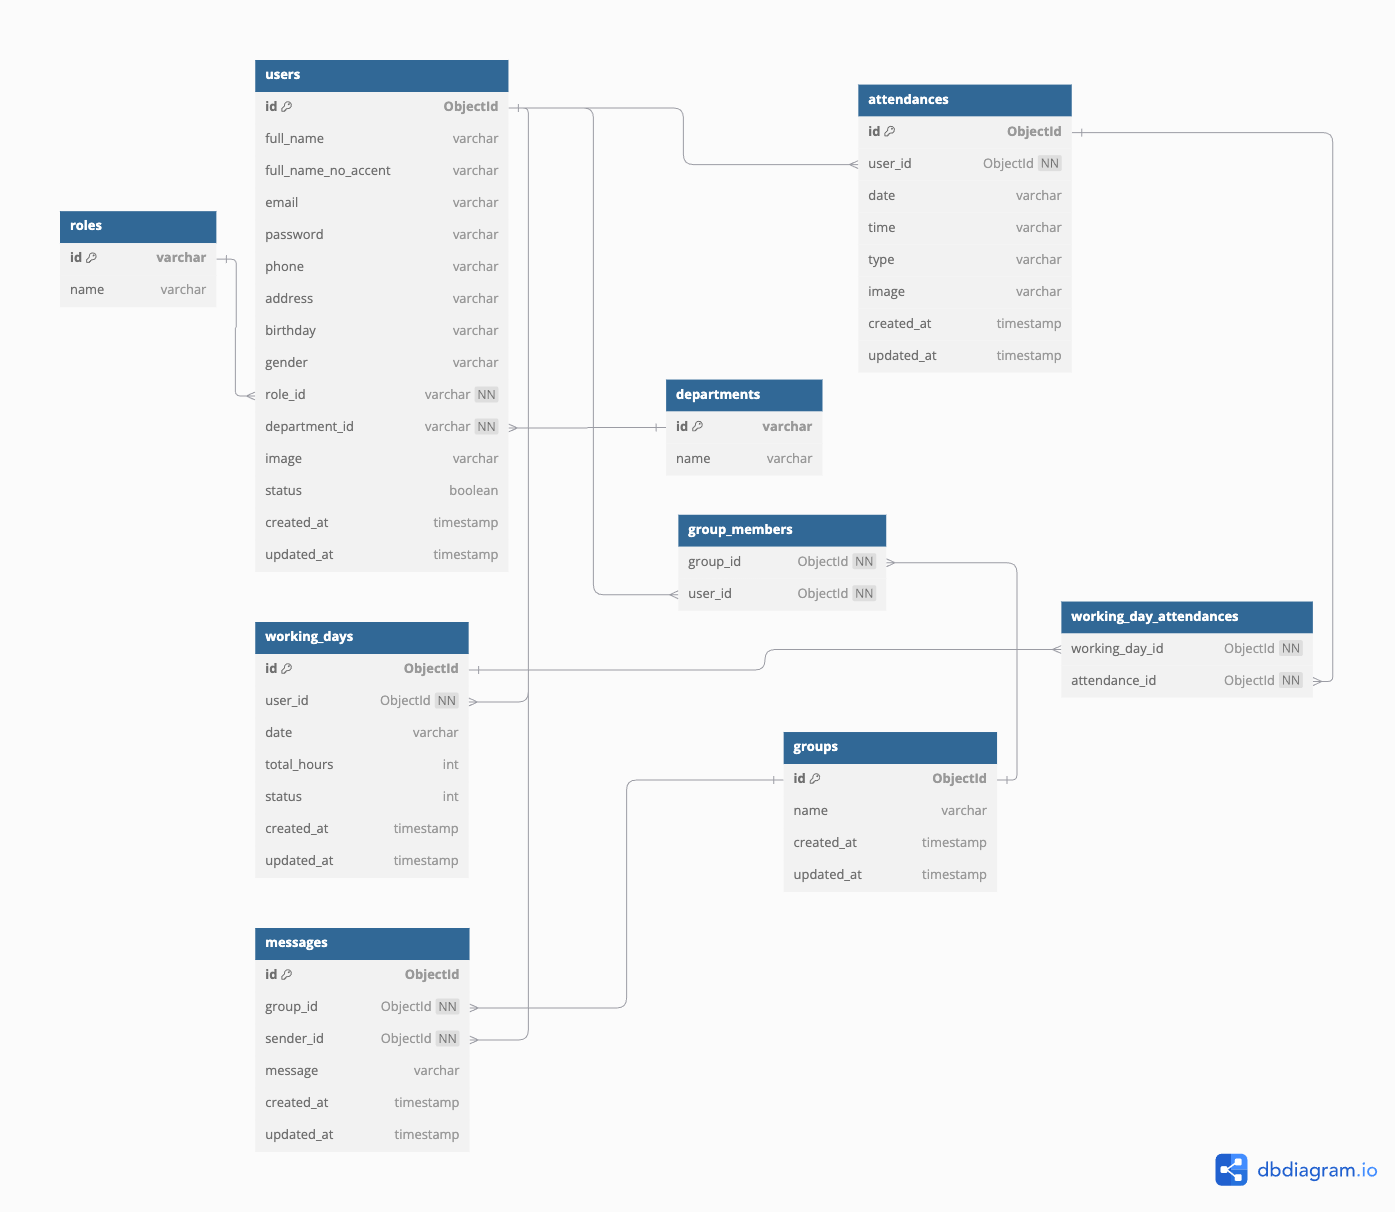 users
id ObjectId
full_name varchar
full_name_no_accent varchar
email varchar
password varchar
phone varchar
address varchar
birthday varchar
gender varchar
role_id varchar NN
department_id varchar NN
image varchar
status boolean
created_at timestamp
updated_at timestamp
attendances
id ObjectId
user_id ObjectId NN
date varchar
time varchar
type varchar
image varchar
created_at timestamp
updated_at timestamp
roles
id varchar
name varchar
departments
id varchar
name varchar
group_members
group_id ObjectId NN
user_id ObjectId NN
working_day_attendances
working_day_id ObjectId NN
attendance_id ObjectId NN
working_days
id ObjectId
user_id ObjectId NN
date varchar
total_hours int
status int
created_at timestamp
updated_at timestamp
groups
id ObjectId
name varchar
created_at timestamp
updated_at timestamp
messages
id ObjectId
group_id ObjectId NN
sender_id ObjectId NN
message varchar
created_at timestamp
updated_at timestamp
dbdiagram.io